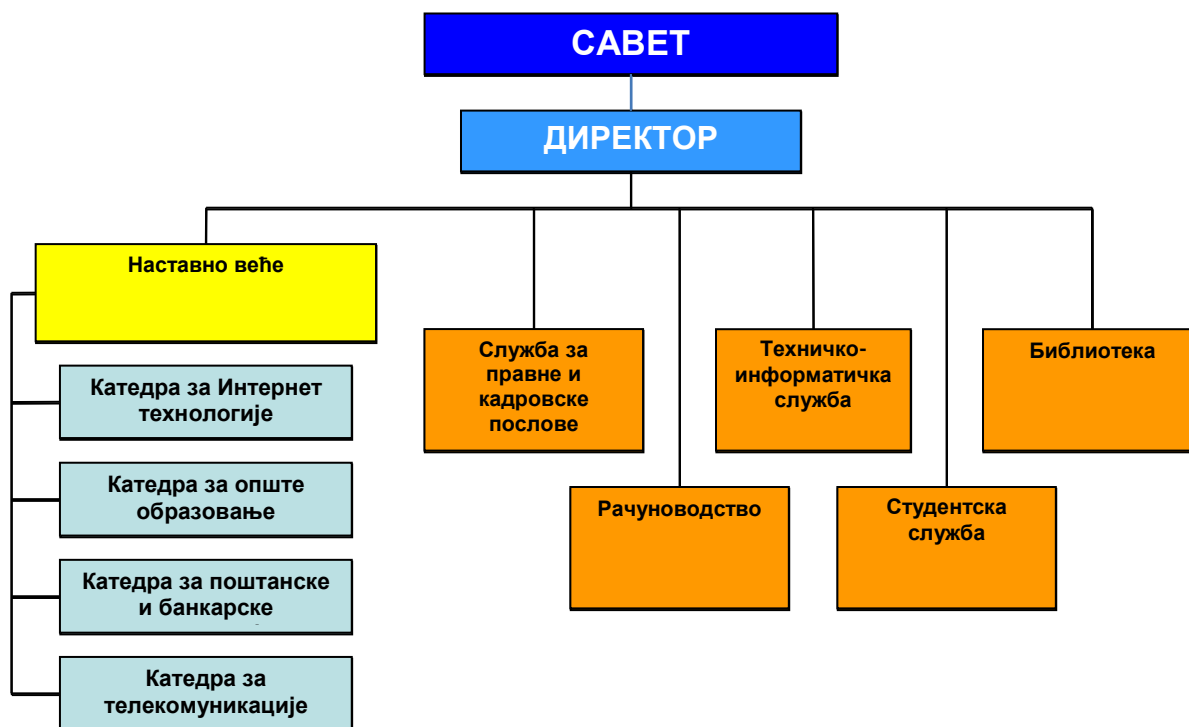 САВЕТ
ДИРЕКТОР
Наставно веће
Катедра за Интернет
технологије
Катедра за опште
образовање
Катедра за поштанске
и банкарске
Катедра за
телекомуникације
Служба за
правне и
кадровске
послове
Техничко-
информатичка
служба
Библиотека
Рачуноводство
Студентска
служба